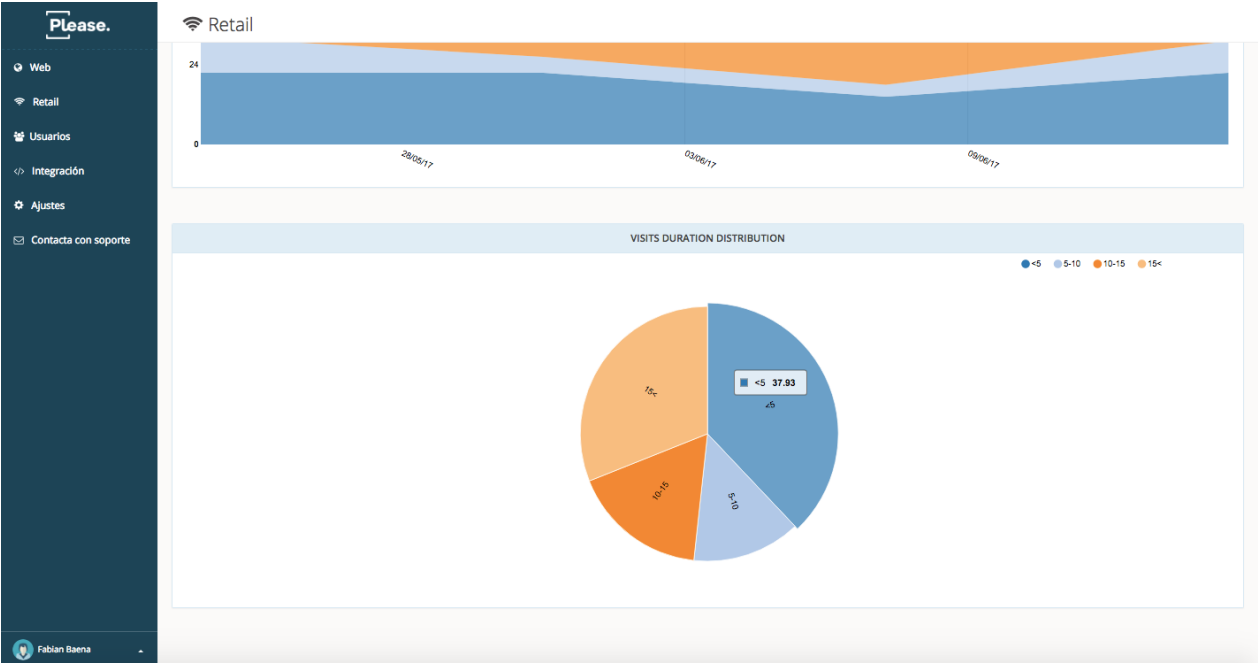 Please.
Retail
Web
Retail
Usuarios
Integración
Ajustes
Contacta con soporte
24
0
28/05/17
03/06/17
09/06/17
VISITS DURATION DISTRIBUTION
<5 5-10 10-15 15<
<5 37.93
<5
15<
10-15
5-10
Fabian Baena